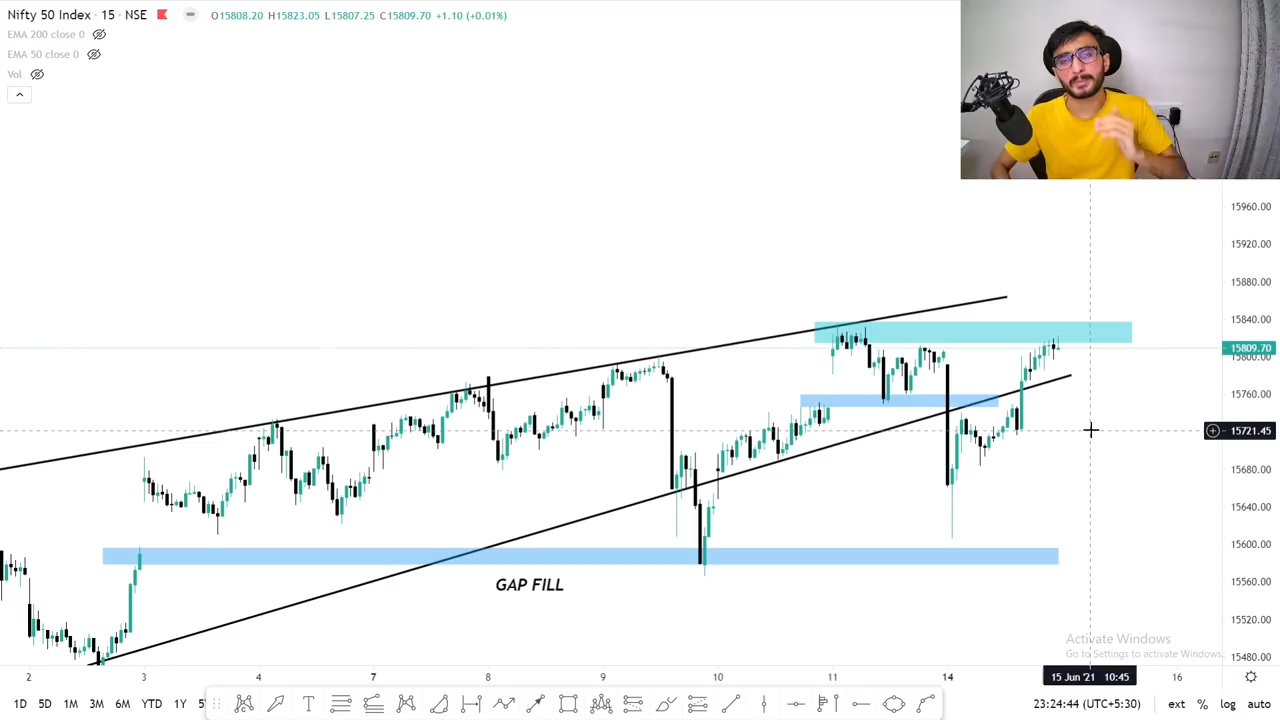 Nifty 50 Index · 15 · NSE O15808.20 H15823.05 L15807.25 C15809.70 +1.10 (+0.01%)
EMA 200 close 0
EMA 50 close 0
Vol
15960.00
15920.00
15880.00
15840.00
15809.70
15800.00
15760.00
15721.45
15680.00
15640.00
15600.00
15560.00
15520.00
15480.00
GAP FILL
Activate Windows
Go to Settings to activate Windows.
2 3 4 7 8 9 10 11 14 15 Jun '21 10:45 16
1D 5D 1M 3M 6M YTD 1Y 23:24:44 (UTC+5:30) ext % log auto